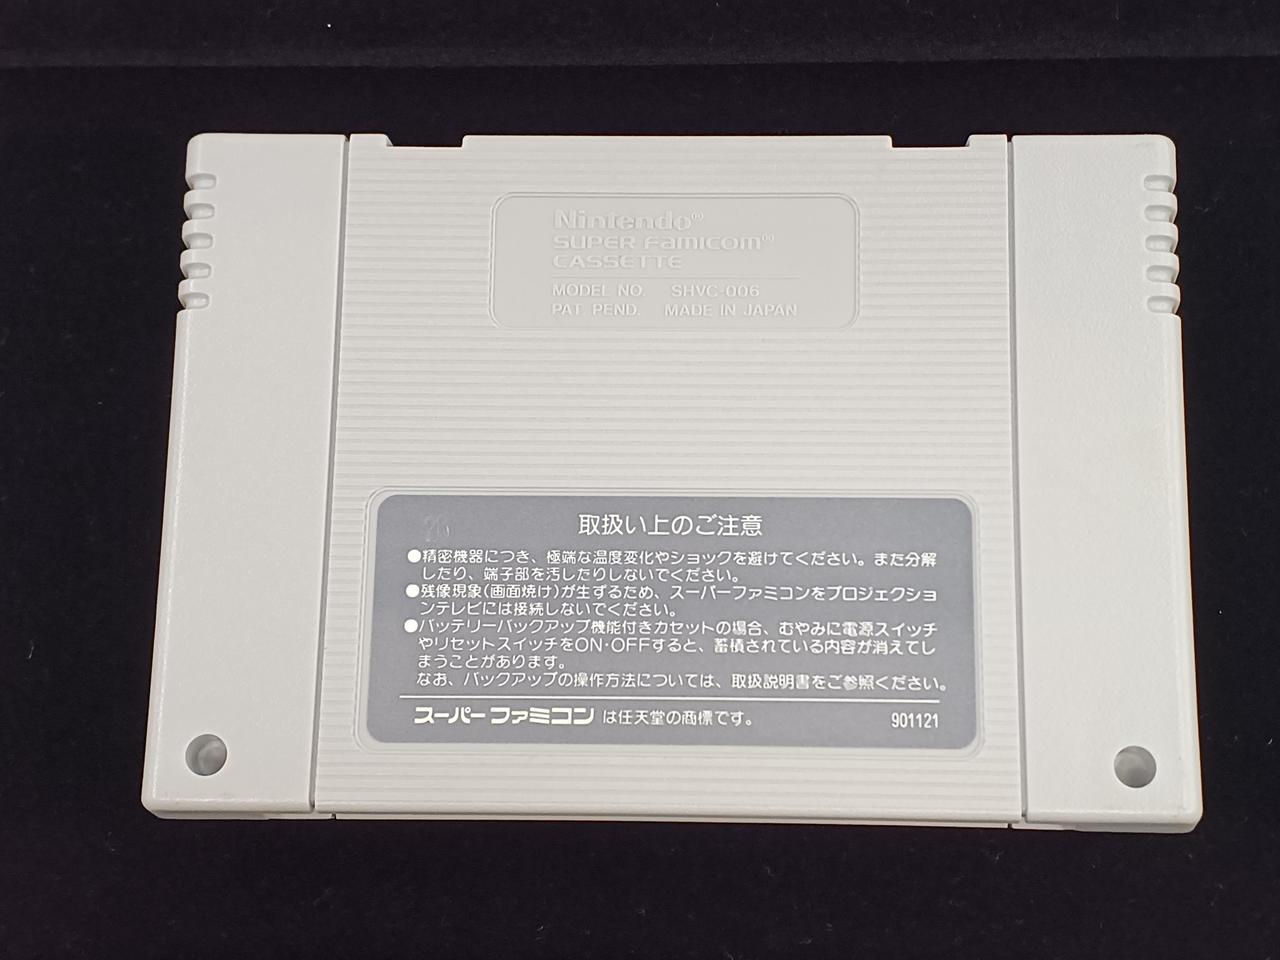 Nintendo®
SUPER FAMICOM®
CASSETTE
MODEL NO. SHVC-006
PAT. PEND. MADE IN JAPAN
20
取扱い上のご注意
●精密機器につき、極端な温度変化やショックを避けてください。また分解
したり、端子部を汚したりしないでください。
●残像現象(画面焼け)が生ずるため、スーパーファミコンをプロジェクショ
ンテレビには接続しないでください。
●バッテリーバックアップ機能付きカセットの場合、むやみに電源スイッチ
やリセットスイッチをON・OFFすると、蓄積されている内容が消えてし
まうことがあります。
なお、バックアップの操作方法については、取扱説明書をご参照ください。
スーパーファミコン は任天堂の商標です。 901121